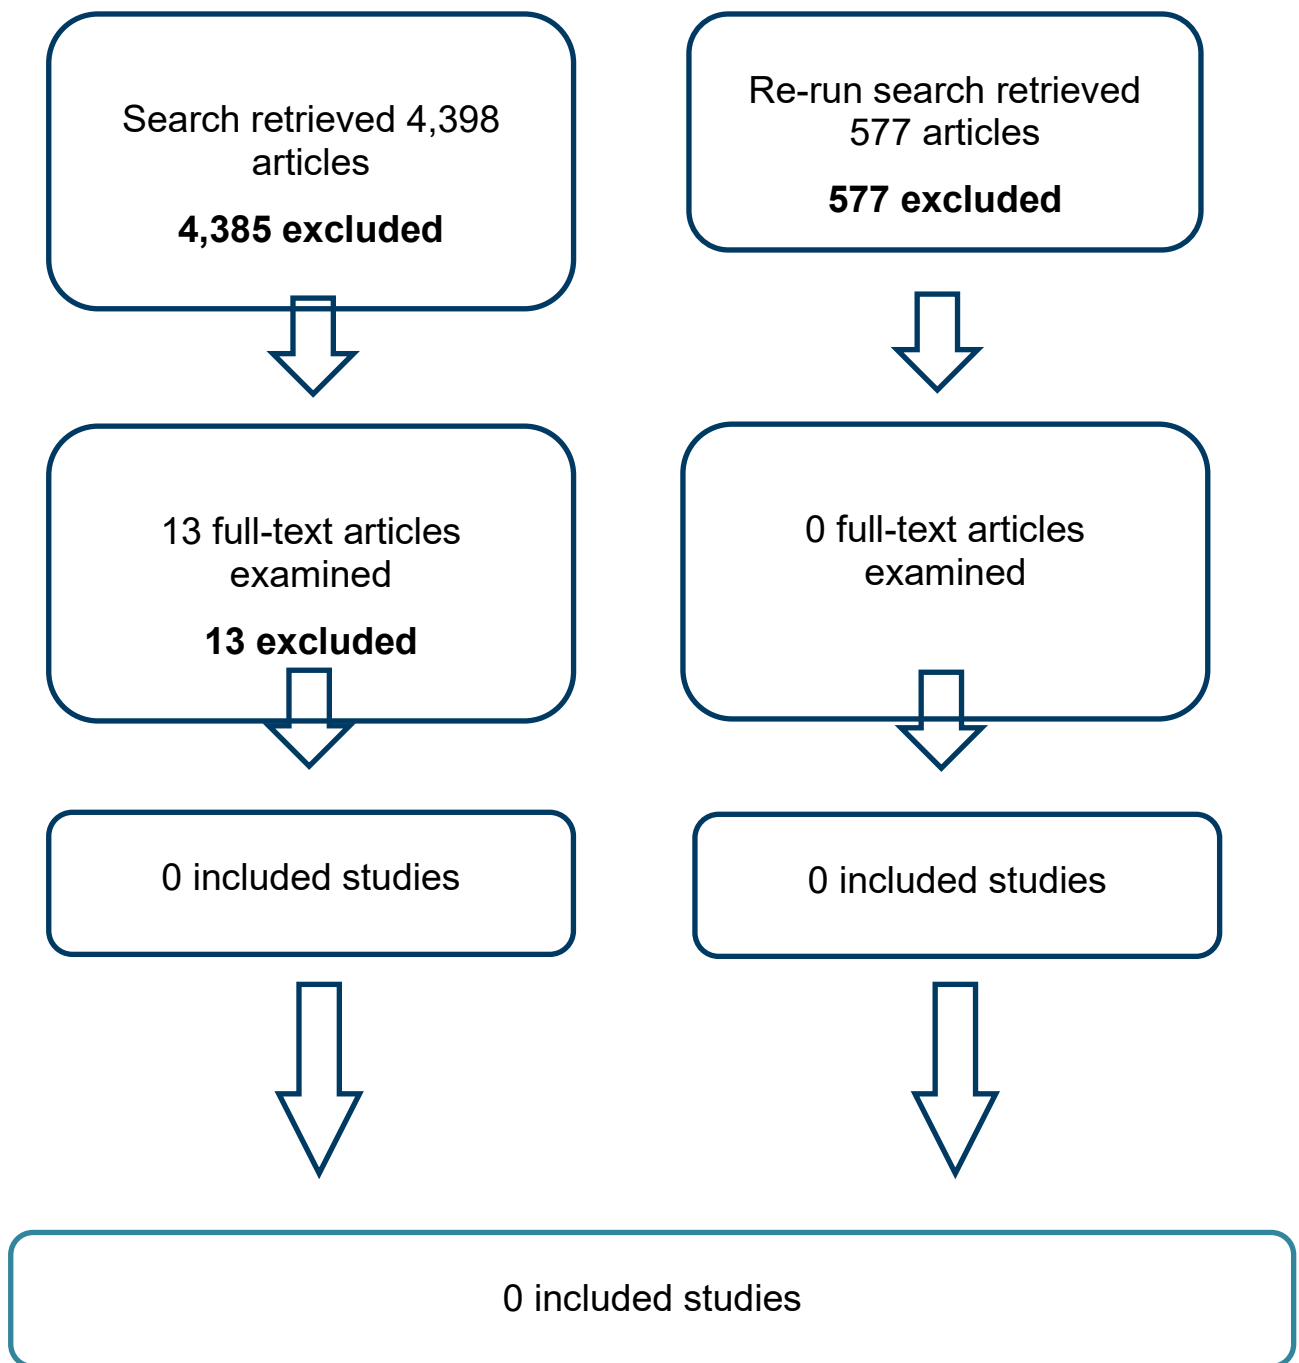 Search retrieved 4,398
articles
4,385 excluded
Re-run search retrieved
577 articles
577 excluded
13 full-text articles
examined
13 excluded
0 full-text articles
examined
0 included studies
0 included studies
0 included studies